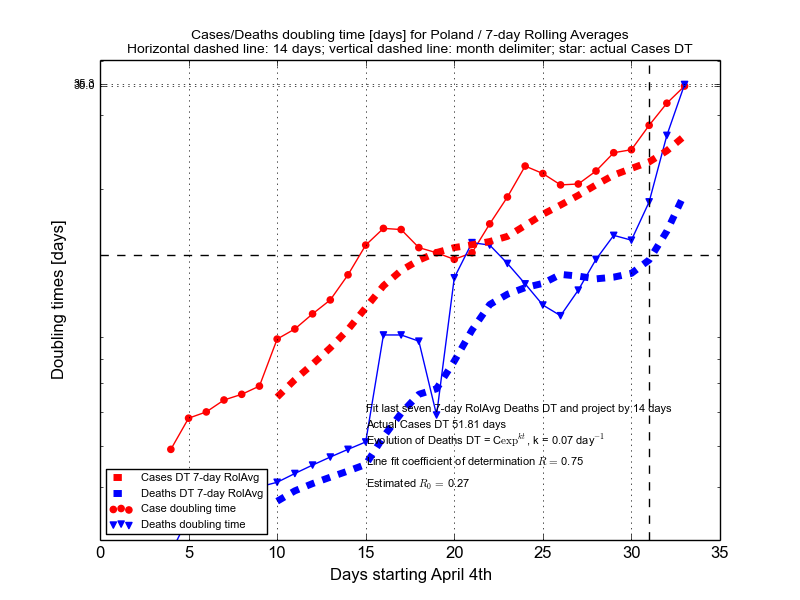 Cases/Deaths doubling time [days] for Poland / 7-day Rolling Averages
Horizontal dashed line: 14 days; vertical dashed line: month delimiter; star: actual Cases DT
Doubling times [days]
Fit last seven 7-day RolAvg Deaths DT and project by 14 days
Actual Cases DT 51.81 days
Evolution of Deaths DT = Cexp^{kt}, k = 0.07 day^{-1}
Line fit coefficient of determination R = 0.75
Estimated R_0 = 0.27
Cases DT 7-day RolAvg
Deaths DT 7-day RolAvg
Case doubling time
Deaths doubling time
0 5 10 15 20 25 30 35
Days starting April 4th